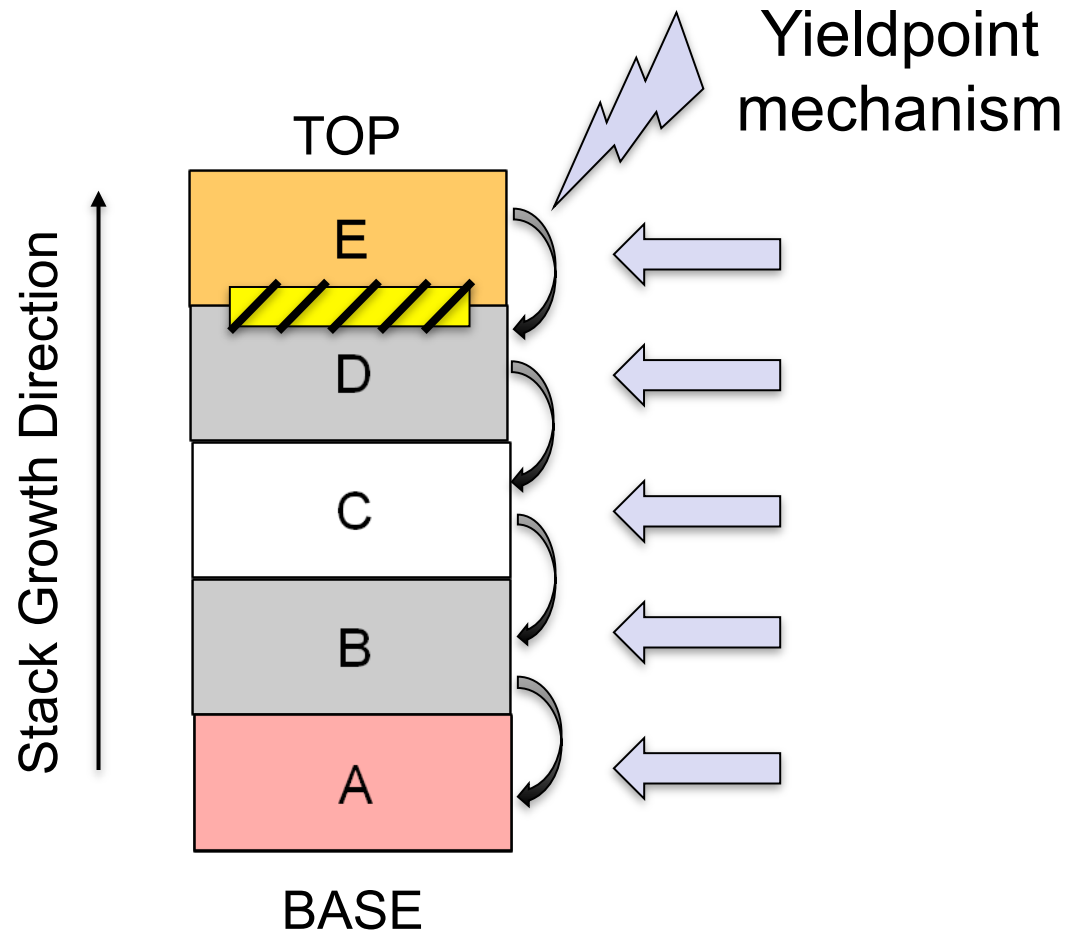 Yieldpoint
mechanism
TOP
Stack Growth Direction
E
D
C
B
A
BASE